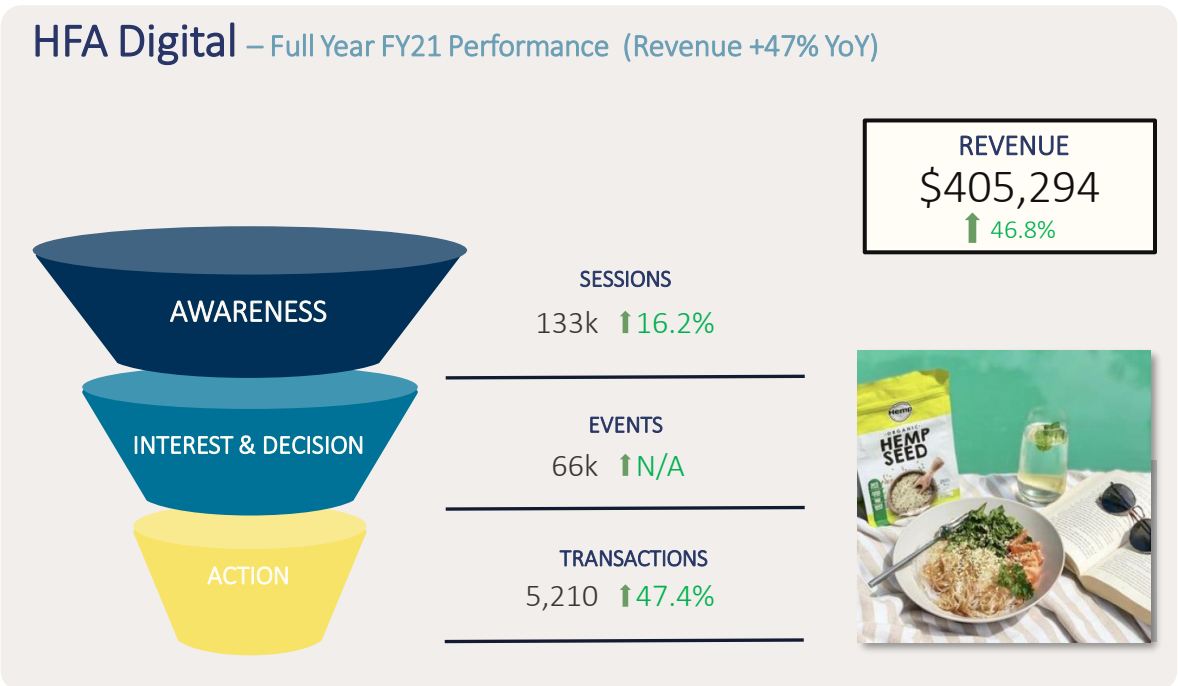 HFA Digital – Full Year FY21 Performance (Revenue +47% YoY)
REVENUE
$405,294
46.8%
AWARENESS
SESSIONS
133k 16.2%
INTEREST & DECISION
EVENTS
66k N/A
ACTION
TRANSACTIONS
5,210 47.4%
Hemp
ORGANIC
HEMP
SEED